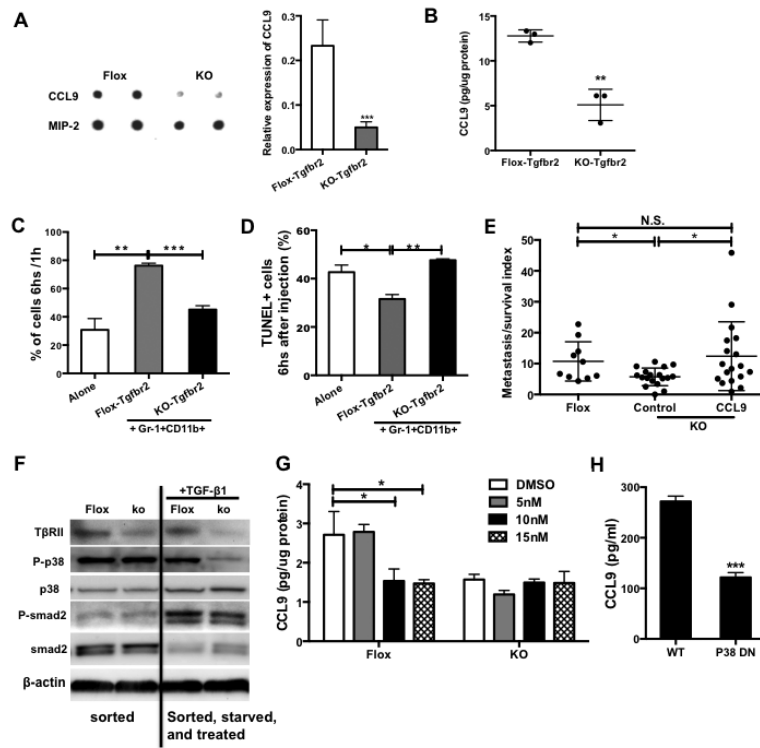 A
Flox KO
CCL9
MIP-2
Relative expression of CCL9
0.3
0.2
0.1
0.0
***
Flox-Tgfbr2
KO-Tgfbr2
B
CCL9 (pg/ug protein)
15
10
5
0
**
Flox-Tgfbr2 KO-Tgfbr2
C
% of cells 6hs /1h
100
80
60
40
20
0
** ***
Alone
Flox-Tgfbr2
KO-Tgfbr2
+ Gr-1+CD11b+
D
TUNEL+ cells
6hs after injection (%)
60
40
20
0
* **
Alone
Flox-Tgfbr2
KO-Tgfbr2
+ Gr-1+CD11b+
E
Metastasis/survival index
50
40
30
20
10
0
N.S.
* *
Flox Control CCL9
KO
F
+TGF-β1
Flox ko Flox ko
TβRII
P-p38
p38
P-smad2
smad2
β-actin
sorted
Sorted, starved,
and treated
G
CCL9 (pg/ug protein)
4
3
2
1
0
*
*
DMSO
5nM
10nM
15nM
Flox KO
H
CCL9 (pg/ml)
300
200
100
0
***
WT P38 DN